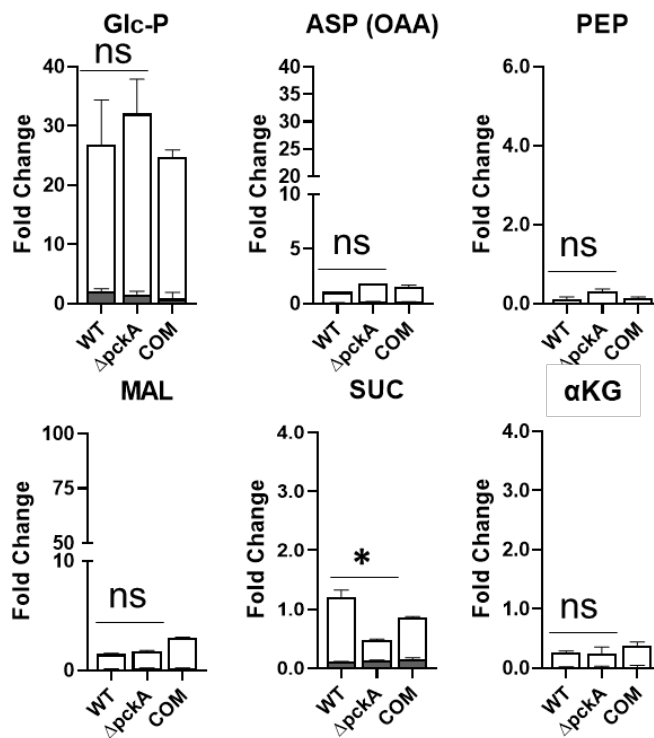 Glc-P
ns
Fold Change
40
30
20
10
0
WT
ΔpckA
COM
ASP (OAA)
ns
Fold Change
40
35
30
25
20
10
5
0
WT
ΔpckA
COM
PEP
ns
Fold Change
6.0
4.0
2.0
0.0
WT
ΔpckA
COM
MAL
ns
Fold Change
100
75
50
10
0
WT
ΔpckA
COM
SUC
*
Fold Change
4.0
3.0
2.0
1.0
0.0
WT
ΔpckA
COM
αKG
ns
Fold Change
4.0
3.0
2.0
1.0
0.0
WT
ΔpckA
COM